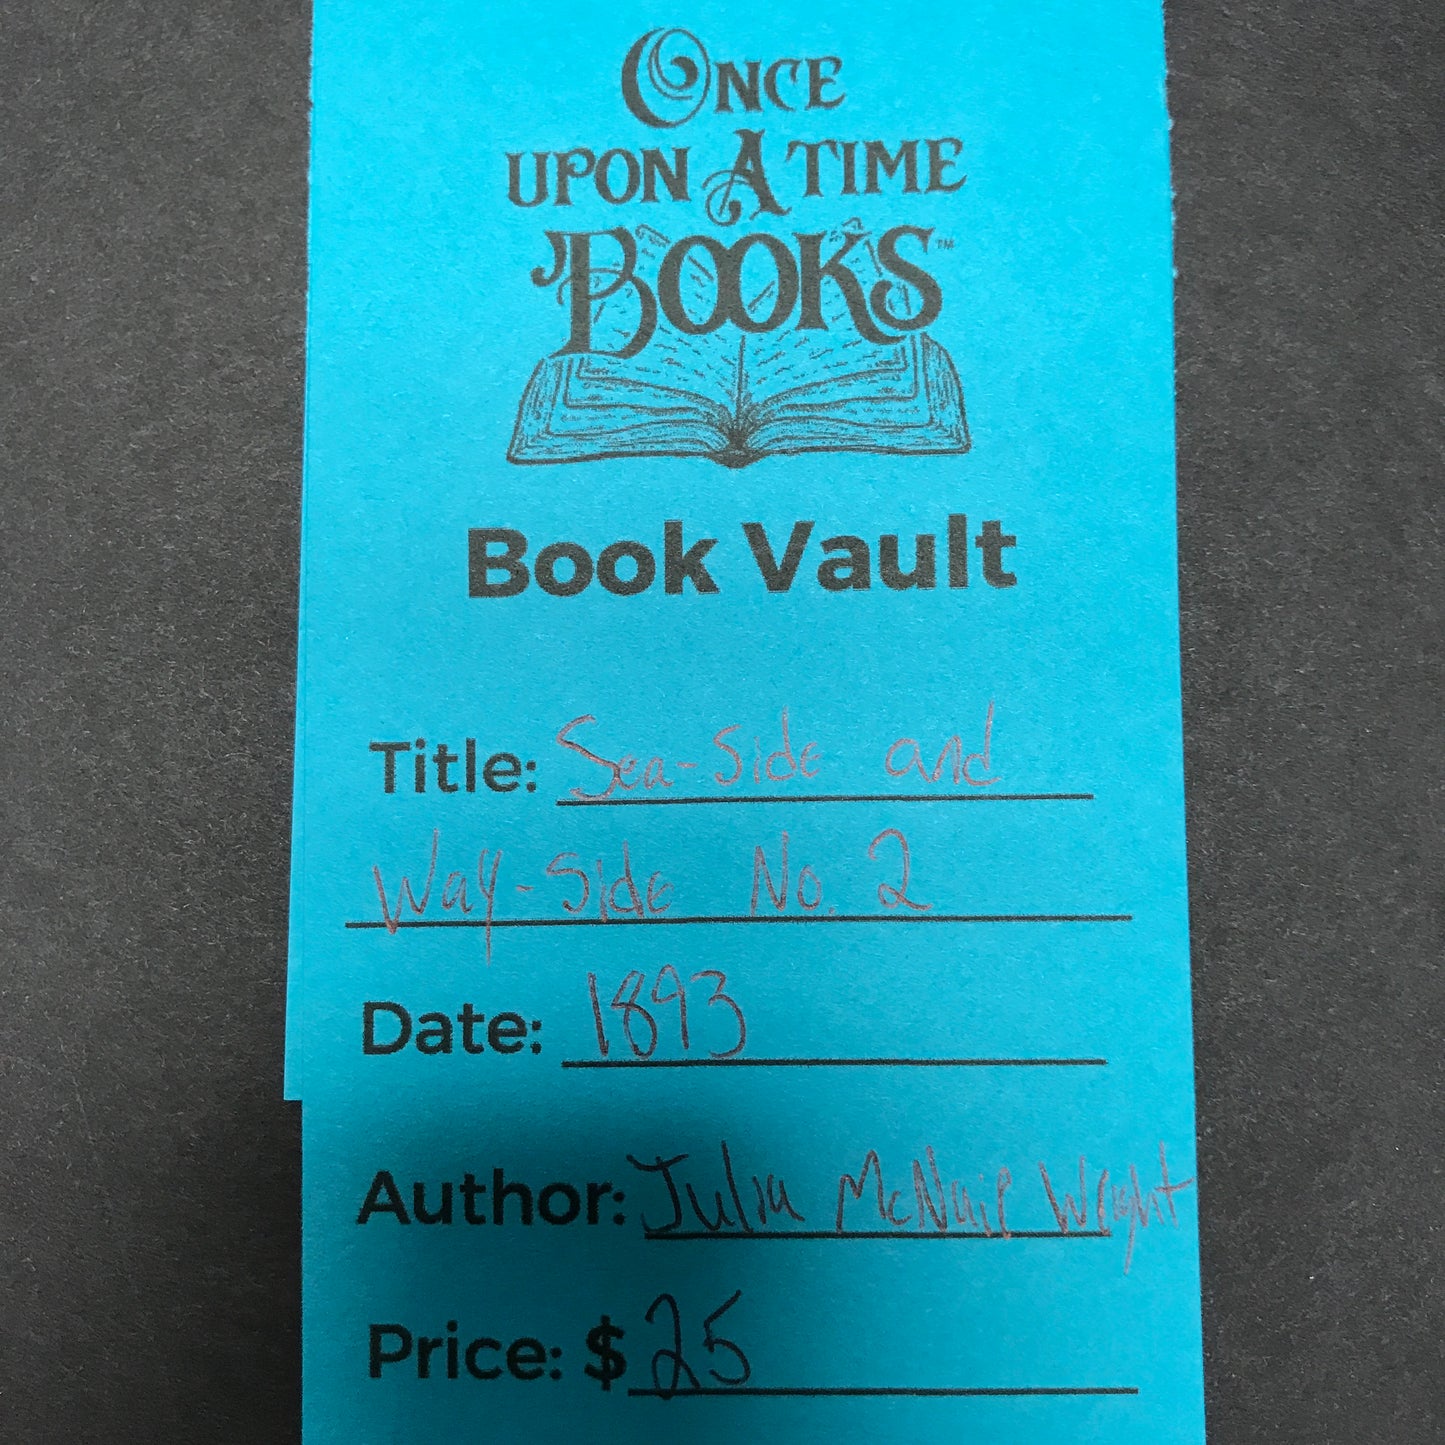 ONCE
UPON A TIME
BOOKS™
Book Vault
Title: Sea-Side and
Way-Side No. 2
Date: 1893
Author: Julia McNair Wright
Price: $25